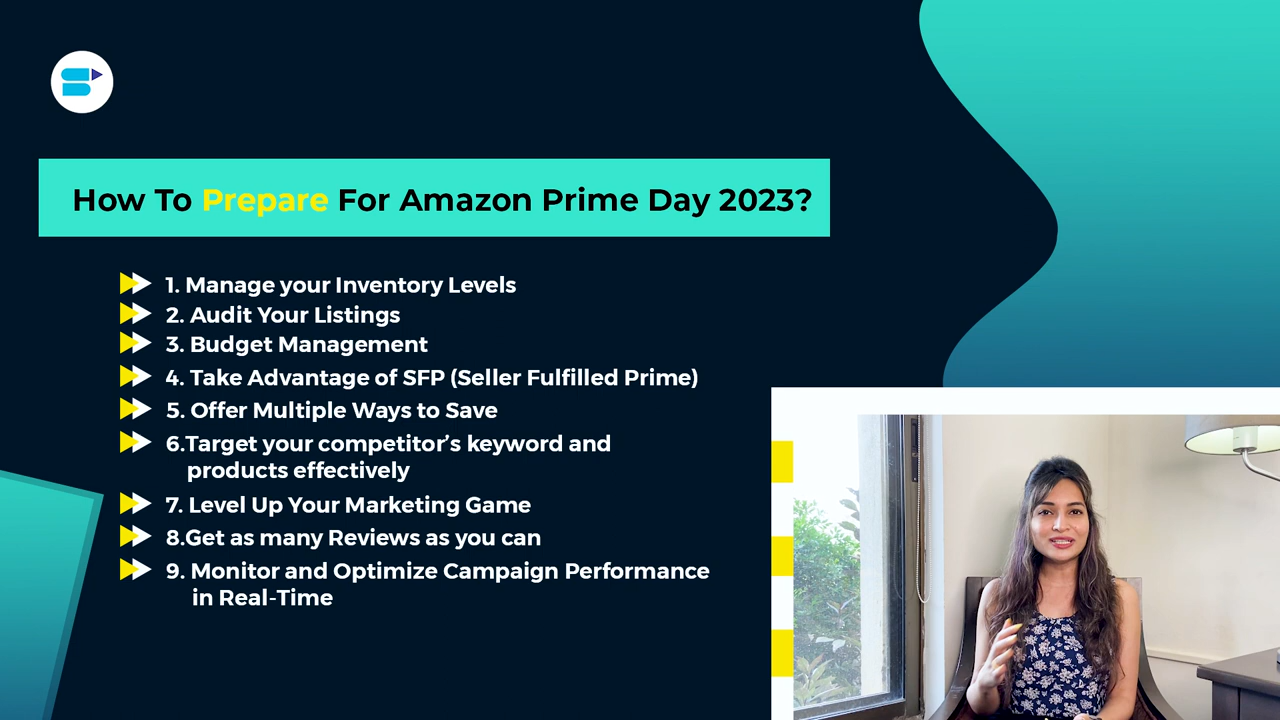 How To Prepare For Amazon Prime Day 2023?
1. Manage your Inventory Levels
2. Audit Your Listings
3. Budget Management
4. Take Advantage of SFP (Seller Fulfilled Prime)
5. Offer Multiple Ways to Save
6.Target your competitor’s keyword and
products effectively
7. Level Up Your Marketing Game
8.Get as many Reviews as you can
9. Monitor and Optimize Campaign Performance
in Real-Time